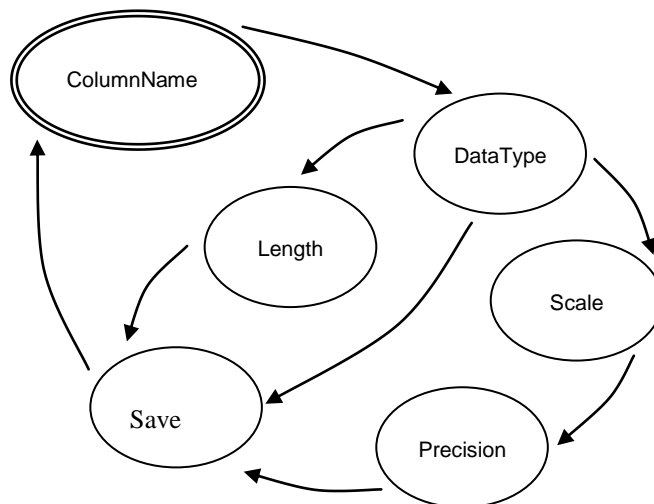 ColumnName
DataType
Length
Scale
Save
Precision